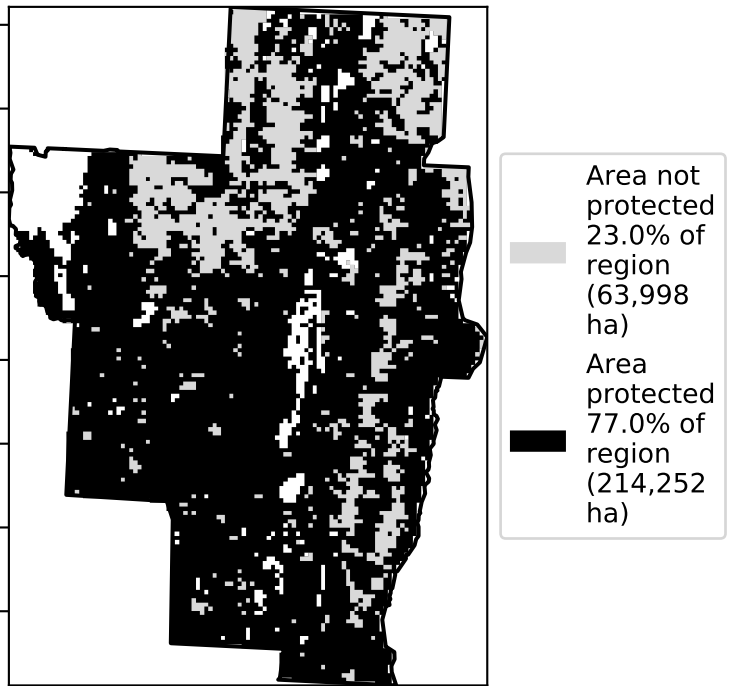 Area not
protected
23.0% of
region
(63,998
ha)
Area
protected
77.0% of
region
(214,252
ha)